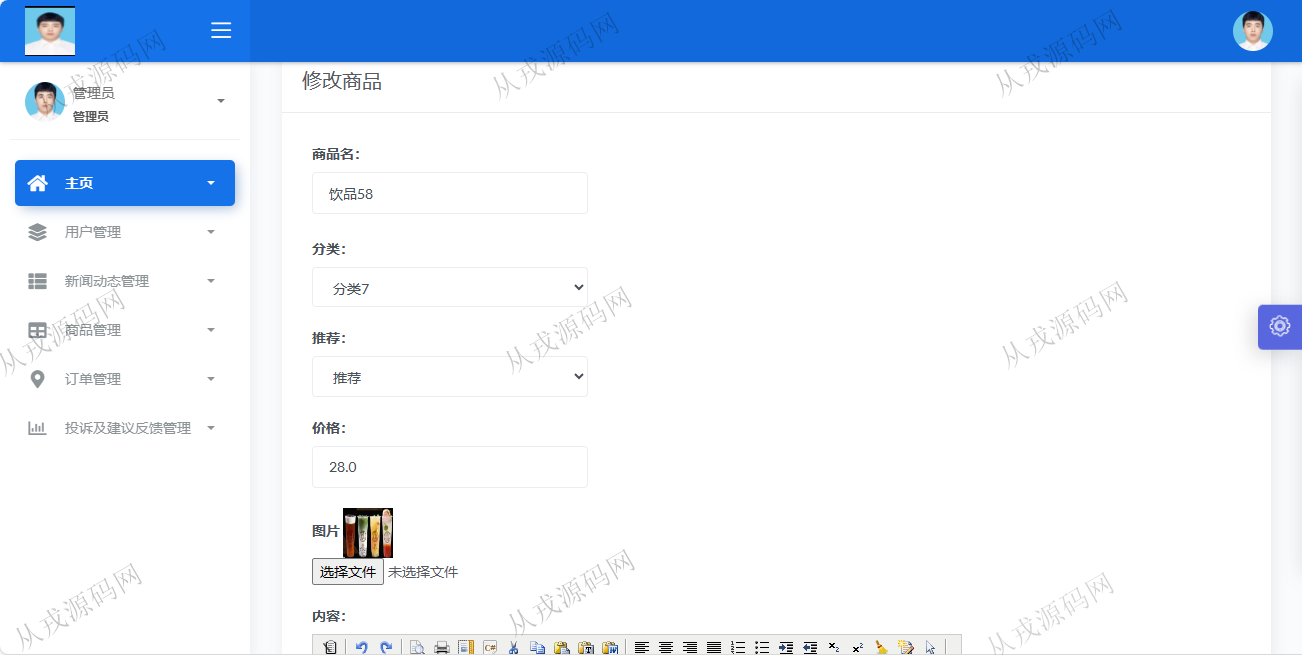 修改商品
管理员
管理员
主页
用户管理
新闻动态管理
商品管理
订单管理
投诉及建议反馈管理
商品名:
饮品58
分类:
分类7
推荐:
推荐
价格:
28.0
图片
选择文件 未选择文件
内容:
从戎源码网
从戎源码网
从戎源码网
从戎源码网
从戎源码网
从戎源码网
从戎源码网
从戎源码网
从戎源码网